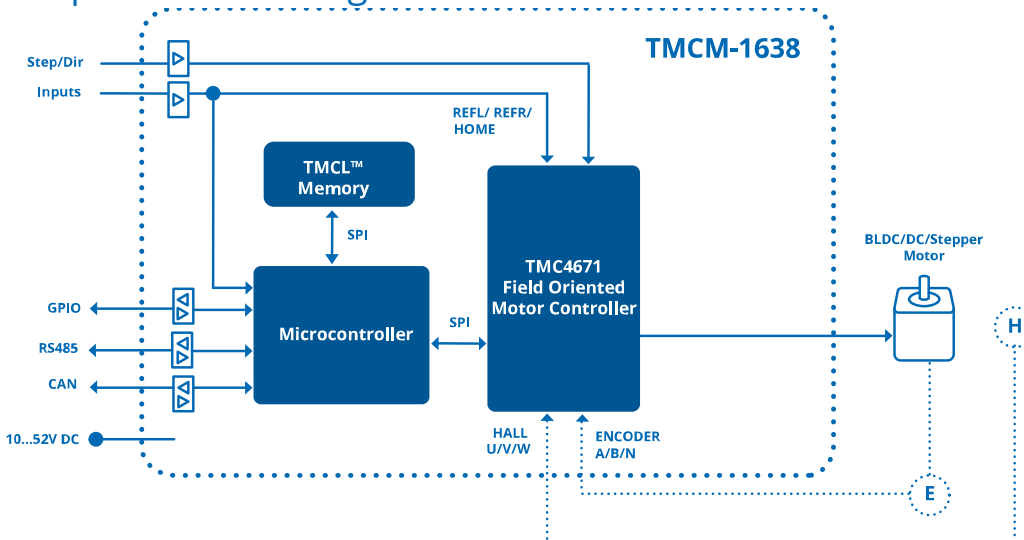 TMCM-1638
Step/Dir
Inputs
REFL/ REFR/
HOME
TMCL™
Memory
SPI
BLDC/DC/Stepper
Motor
TMC4671
Field Oriented
Motor Controller
GPIO
Microcontroller
SPI
RS485
CAN
H
10...52V DC
HALL
U/V/W
ENCODER
A/B/N
E